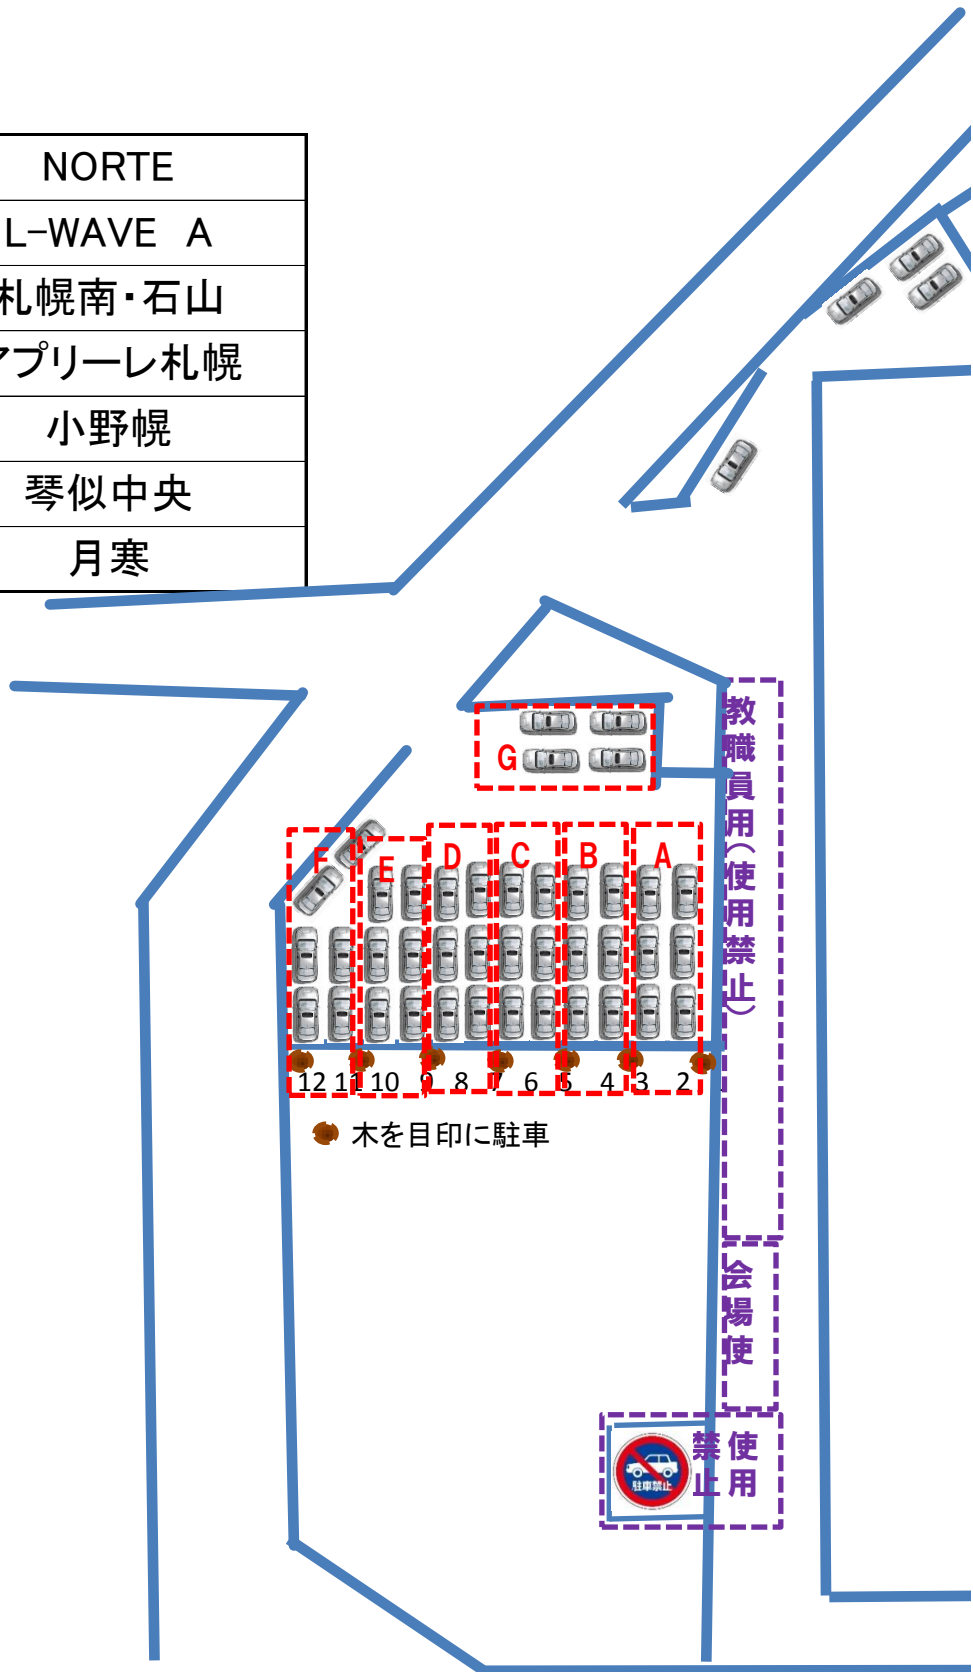 NORTE
L-WAVE A
札幌南・石山
アプリーレ札幌
小野幌
琴似中央
月寒
G
F
E
D
C
B
A
12 11 10 9 8 7 6 5 4 3 2
木を目印に駐車
教職員用(使用禁止)
会場使
使用禁止
駐車禁止